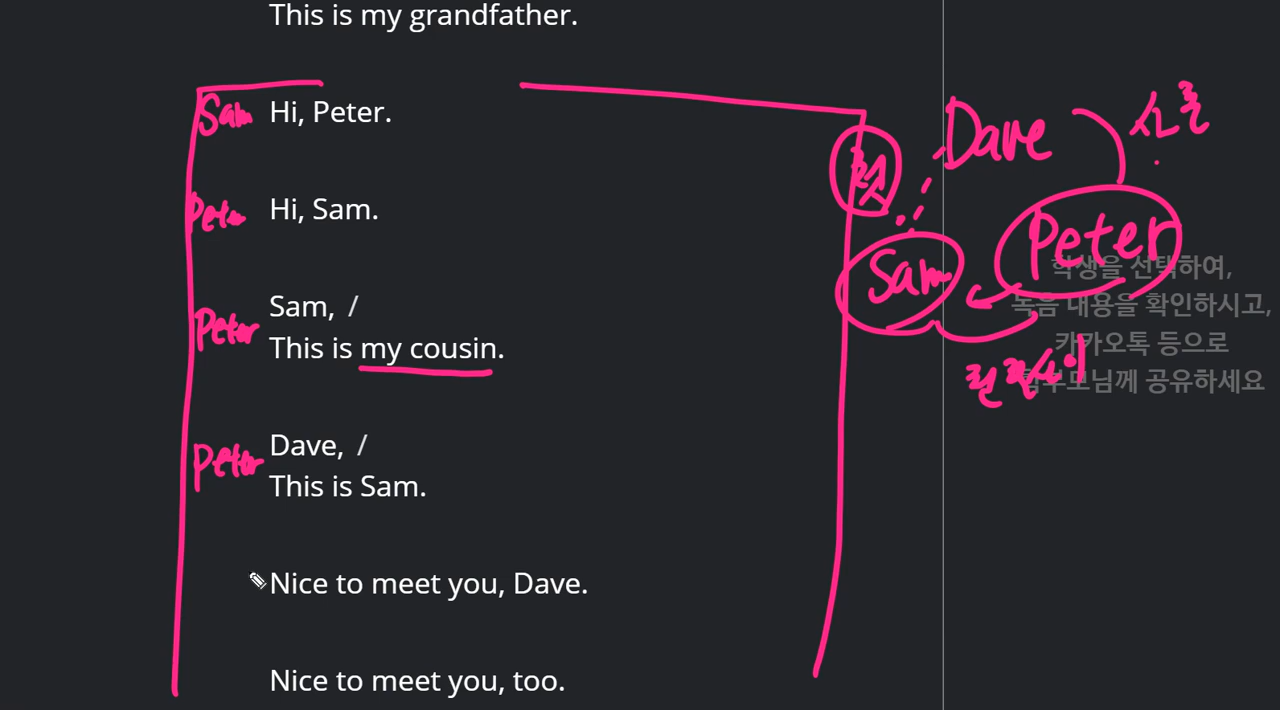 This is my grandfather.
Sam Hi, Peter.
Dave
사촌
Peter Hi, Sam.
Peter
Sam
학생을 선택하여,
녹음 내용을 확인하시고,
카카오톡 등으로
학부모님께 공유하세요
Peter Sam, /
This is my cousin.
Peter Dave, /
This is Sam.
Nice to meet you, Dave.
Nice to meet you, too.